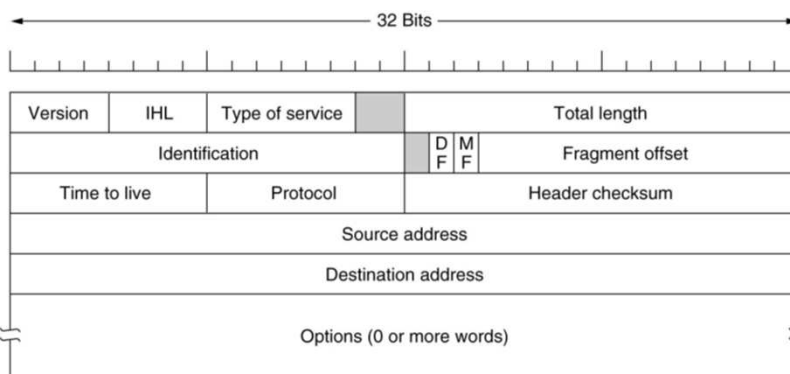 32 Bits
Version IHL Type of service Total length
Identification D F M F Fragment offset
Time to live Protocol Header checksum
Source address
Destination address
Options (0 or more words)